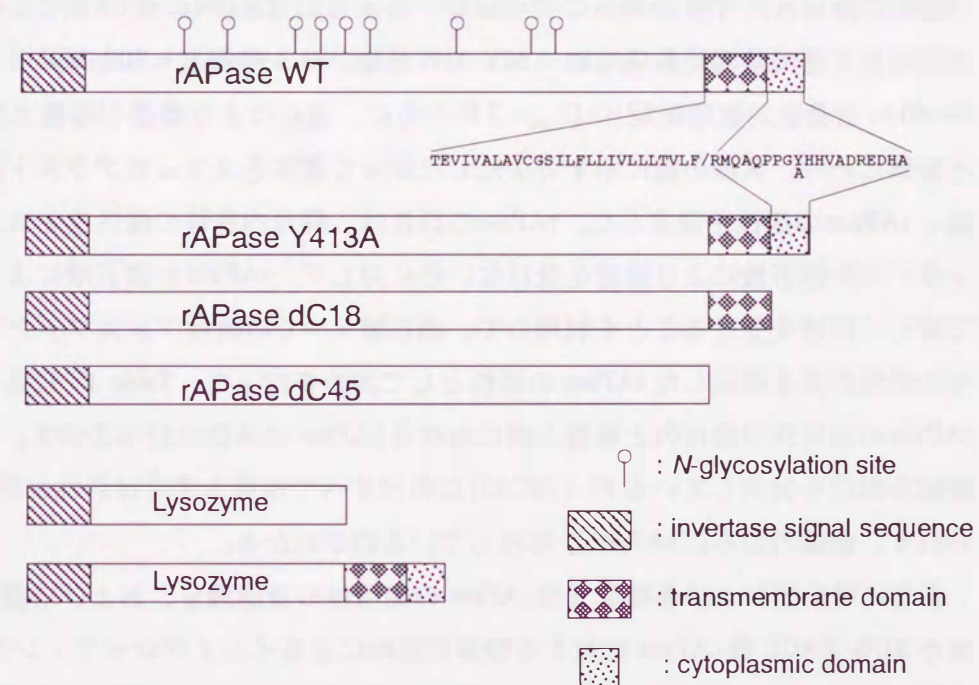 rAPase WT
TEVIVALAVCGSILFLLIVLLLTVLF/RMQAQPPGYHHVADREDHA
A
rAPase Y413A
rAPase dC18
rAPase dC45
: N-glycosylation site
Lysozyme
: invertase signal sequence
Lysozyme
: transmembrane domain
: cytoplasmic domain